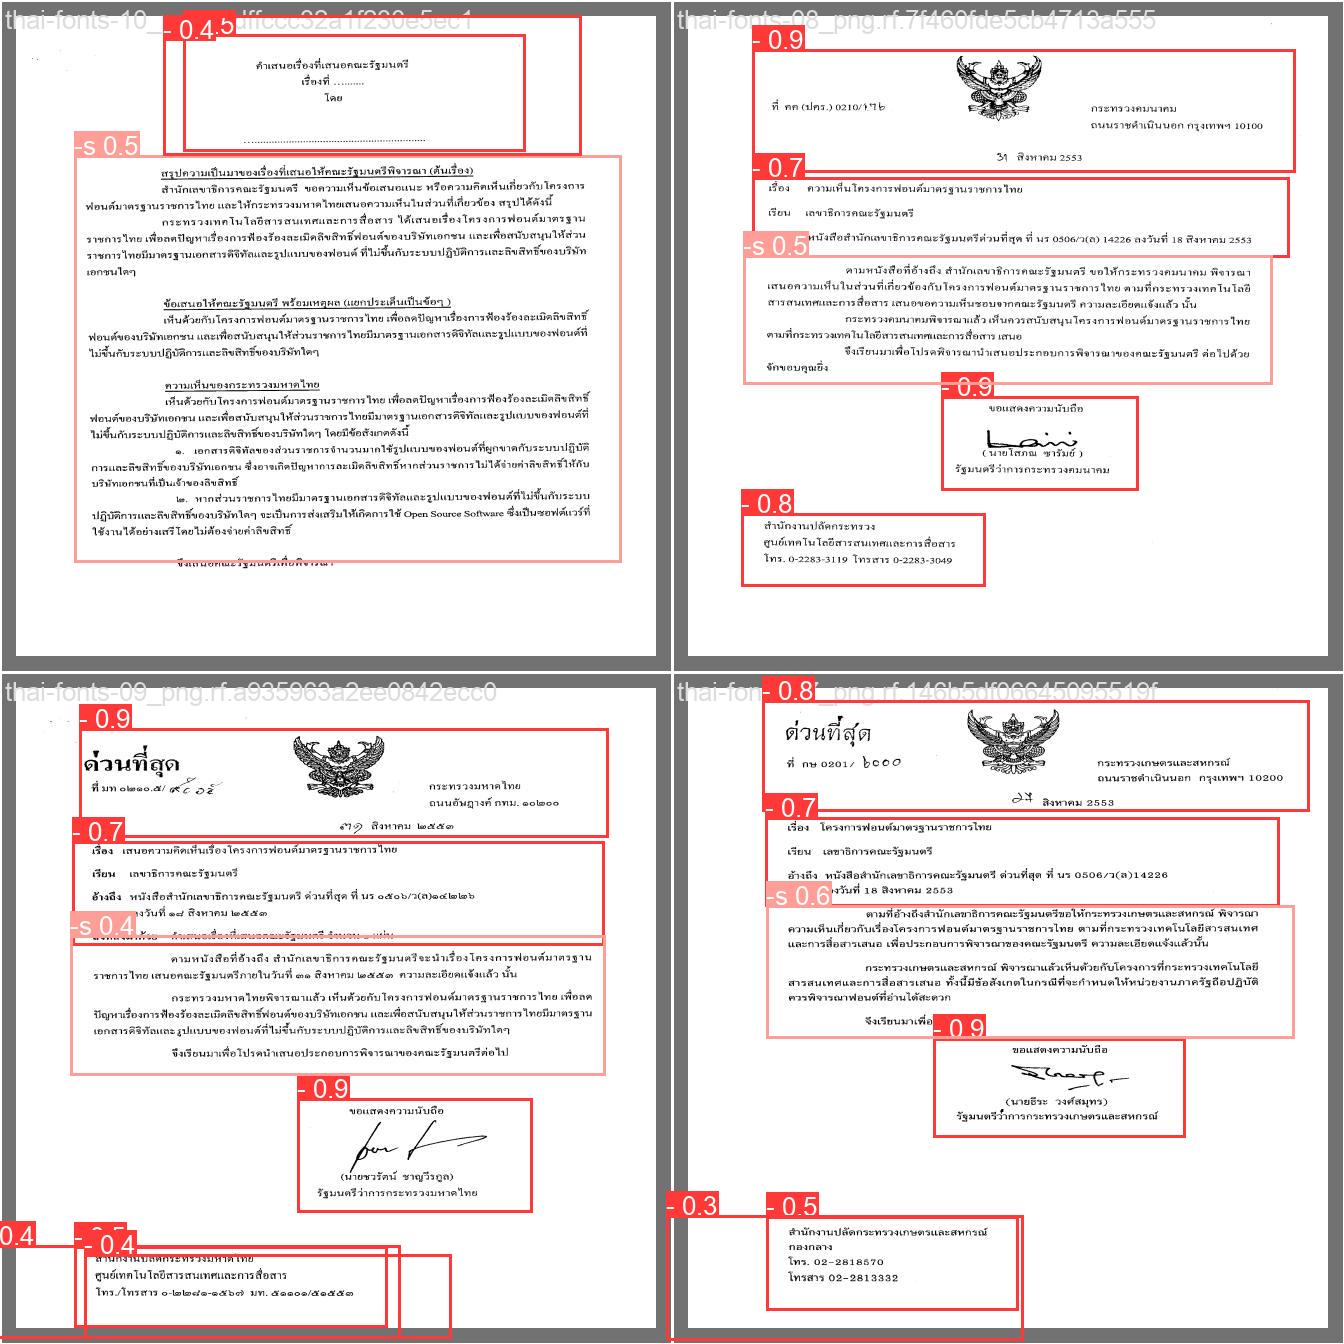 thai-fonts-10_
dffccc32a1f230e5ec1
- 0.4
.5
คำเสนอเรื่องที่เสนอคณะรัฐมนตรี
เรื่องที่ ..........
โดย
-s 0.5
สรุปความเป็นมาของเรื่องที่เสนอให้คณะรัฐมนตรีพิจารณา (ต้นเรื่อง)
สำนักเลขาธิการคณะรัฐมนตรี ขอความเห็นข้อเสนอแนะ หรือความคิดเห็นเกี่ยวกับโครงการ
ฟอนต์มาตรฐานราชการไทย และให้กระทรวงมหาดไทยเสนอความเห็นในส่วนที่เกี่ยวข้อง สรุปได้ดังนี้
กระทรวงเทคโนโลยีสารสนเทศและการสื่อสาร ได้เสนอเรื่องโครงการฟอนต์มาตรฐาน
ราชการไทย เพื่อลดปัญหาเรื่องการฟ้องร้องละเมิดลิขสิทธิ์ฟอนต์ของบริษัทเอกชน และเพื่อสนับสนุนให้ส่วน
ราชการไทยมีมาตรฐานเอกสารดิจิทัลและรูปแบบของฟอนต์ ที่ไม่ขึ้นกับระบบปฏิบัติการและลิขสิทธิ์ของบริษัท
เอกชนใดๆ
ข้อเสนอให้คณะรัฐมนตรี พร้อมเหตุผล (แยกประเด็นเป็นข้อๆ )
เห็นด้วยกับโครงการฟอนต์มาตรฐานราชการไทย เพื่อลดปัญหาเรื่องการฟ้องร้องละเมิดลิขสิทธิ์
ฟอนต์ของบริษัทเอกชน และเพื่อสนับสนุนให้ส่วนราชการไทยมีมาตรฐานเอกสารดิจิทัลและรูปแบบของฟอนต์ที่
ไม่ขึ้นกับระบบปฏิบัติการและลิขสิทธิ์ของบริษัทใดๆ
ความเห็นของกระทรวงมหาดไทย
เห็นด้วยกับโครงการฟอนต์มาตรฐานราชการไทย เพื่อลดปัญหาเรื่องการฟ้องร้องละเมิดลิขสิทธิ์
ฟอนต์ของบริษัทเอกชน และเพื่อสนับสนุนให้ส่วนราชการไทยมีมาตรฐานเอกสารดิจิทัลและรูปแบบของฟอนต์ที่
ไม่ขึ้นกับระบบปฏิบัติการและลิขสิทธิ์ของบริษัทใดๆ โดยมีข้อสังเกตดังนี้
๑. เอกสารดิจิทัลของส่วนราชการจำนวนมากใช้รูปแบบของฟอนต์ที่ผูกขาดกับระบบปฏิบัติ
การและลิขสิทธิ์ของบริษัทเอกชน ซึ่งอาจเกิดปัญหาการละเมิดลิขสิทธิ์หากส่วนราชการไม่ได้จ่ายค่าลิขสิทธิ์ให้กับ
บริษัทเอกชนที่เป็นเจ้าของลิขสิทธิ์
๒. หากส่วนราชการไทยมีมาตรฐานเอกสารดิจิทัลและรูปแบบของฟอนต์ที่ไม่ขึ้นกับระบบ
ปฏิบัติการและลิขสิทธิ์ของบริษัทใดๆ จะเป็นการส่งเสริมให้เกิดการใช้ Open Source Software ซึ่งเป็นซอฟต์แวร์ที่
ใช้งานได้อย่างเสรีโดยไม่ต้องจ่ายค่าลิขสิทธิ์
จึงเสนอคณะรัฐมนตรีเพื่อพิจารณา
thai-fonts-08_png.rf.7f460fde5cb4713a555
- 0.9
ที่ คค (ปคร.) 0210/๖๗๖
กระทรวงคมนาคม
ถนนราชดำเนินนอก กรุงเทพฯ 10100
31 สิงหาคม 2553
- 0.7
เรื่อง ความเห็นโครงการฟอนต์มาตรฐานราชการไทย
เรียน เลขาธิการคณะรัฐมนตรี
หนังสือสำนักเลขาธิการคณะรัฐมนตรีด่วนที่สุด ที่ นร 0506/ว(ล) 14226 ลงวันที่ 18 สิงหาคม 2553
-s 0.5
ตามหนังสือที่อ้างถึง สำนักเลขาธิการคณะรัฐมนตรี ขอให้กระทรวงคมนาคม พิจารณา
เสนอความเห็นในส่วนที่เกี่ยวข้องกับโครงการฟอนต์มาตรฐานราชการไทย ตามที่กระทรวงเทคโนโลยี
สารสนเทศและการสื่อสาร เสนอขอความเห็นชอบจากคณะรัฐมนตรี ความละเอียดแจ้งแล้ว นั้น
กระทรวงคมนาคมพิจารณาแล้ว เห็นควรสนับสนุนโครงการฟอนต์มาตรฐานราชการไทย
ตามที่กระทรวงเทคโนโลยีสารสนเทศและการสื่อสาร เสนอ
จึงเรียนมาเพื่อโปรดพิจารณานำเสนอประกอบการพิจารณาของคณะรัฐมนตรี ต่อไปด้วย
จักขอบคุณยิ่ง
- 0.9
ขอแสดงความนับถือ
(นายโสภณ ซารัมย์ )
รัฐมนตรีว่าการกระทรวงคมนาคม
- 0.8
สำนักงานปลัดกระทรวง
ศูนย์เทคโนโลยีสารสนเทศและการสื่อสาร
โทร. 0-2283-3119 โทรสาร 0-2283-3049
thai-fonts-09_png.rf.a935963a2ee0842ecc0
- 0.9
ด่วนที่สุด
ที่ มท ๐๒๑๐.๕/
กระทรวงมหาดไทย
ถนนอัษฎางค์ กทม. ๑๐๒๐๐
๓๑ สิงหาคม ๒๕๕๓
- 0.7
เรื่อง เสนอความคิดเห็นเรื่องโครงการฟอนต์มาตรฐานราชการไทย
เรียน เลขาธิการคณะรัฐมนตรี
อ้างถึง หนังสือสำนักเลขาธิการคณะรัฐมนตรี ด่วนที่สุด ที่ นร ๐๕๐๖/ว(ล)๑๔๒๒๖
งวันที่ ๑๘ สิงหาคม ๒๕๕๓
-s 0.4
ตามหนังสือที่อ้างถึง สำนักเลขาธิการคณะรัฐมนตรีจะนำเรื่องโครงการฟอนต์มาตรฐาน
ราชการไทย เสนอคณะรัฐมนตรีภายในวันที่ ๓๑ สิงหาคม ๒๕๕๓ ความละเอียดแจ้งแล้ว นั้น
กระทรวงมหาดไทยพิจารณาแล้ว เห็นด้วยกับโครงการฟอนต์มาตรฐานราชการไทย เพื่อลด
ปัญหาเรื่องการฟ้องร้องละเมิดลิขสิทธิ์ฟอนต์ของบริษัทเอกชน และเพื่อสนับสนุนให้ส่วนราชการไทยมีมาตรฐาน
เอกสารดิจิทัลและรูปแบบของฟอนต์ที่ไม่ขึ้นกับระบบปฏิบัติการและลิขสิทธิ์ของบริษัทใดๆ
จึงเรียนมาเพื่อโปรดนำเสนอประกอบการพิจารณาของคณะรัฐมนตรีต่อไป
- 0.9
ขอแสดงความนับถือ
(นายชวรัตน์ ชาญวีรกูล)
รัฐมนตรีว่าการกระทรวงมหาดไทย
0.4
- 0.4
สำนักงานปลัดกระทรวงมหาดไทย
ศูนย์เทคโนโลยีสารสนเทศและการสื่อสาร
โทร./โทรสาร ๐-๒๒๘๑-๑๕๖๗ มท. ๕๑๑๐๑/๕๑๕๕๓
thai-fon
_png.rf.146b5df06645095519f
- 0.8
ด่วนที่สุด
ที่ กษ 0201/ ๖๐๐๐
กระทรวงเกษตรและสหกรณ์
ถนนราชดำเนินนอก กรุงเทพฯ 10200
27 สิงหาคม 2553
- 0.7
เรื่อง โครงการฟอนต์มาตรฐานราชการไทย
เรียน เลขาธิการคณะรัฐมนตรี
อ้างถึง หนังสือสำนักเลขาธิการคณะรัฐมนตรี ด่วนที่สุด ที่ นร 0506/ว(ล)14226
งวันที่ 18 สิงหาคม 2553
-s 0.6
ตามที่อ้างถึงสำนักเลขาธิการคณะรัฐมนตรีขอให้กระทรวงเกษตรและสหกรณ์ พิจารณา
ความเห็นเกี่ยวกับเรื่องโครงการฟอนต์มาตรฐานราชการไทย ตามที่กระทรวงเทคโนโลยีสารสนเทศ
และการสื่อสารเสนอ เพื่อประกอบการพิจารณาของคณะรัฐมนตรี ความละเอียดแจ้งแล้วนั้น
กระทรวงเกษตรและสหกรณ์ พิจารณาแล้วเห็นด้วยกับโครงการที่กระทรวงเทคโนโลยี
สารสนเทศและการสื่อสารเสนอ ทั้งนี้มีข้อสังเกตในกรณีที่จะกำหนดให้หน่วยงานภาครัฐถือปฏิบัติ
ควรพิจารณาฟอนต์ที่อ่านได้สะดวก
จึงเรียนมาเพื่อ
- 0.9
ขอแสดงความนับถือ
(นายธีระ วงศ์สมุทร)
รัฐมนตรีว่าการกระทรวงเกษตรและสหกรณ์
- 0.3
- 0.5
สำนักงานปลัดกระทรวงเกษตรและสหกรณ์
กองกลาง
โทร. 02-2818570
โทรสาร 02-2813332